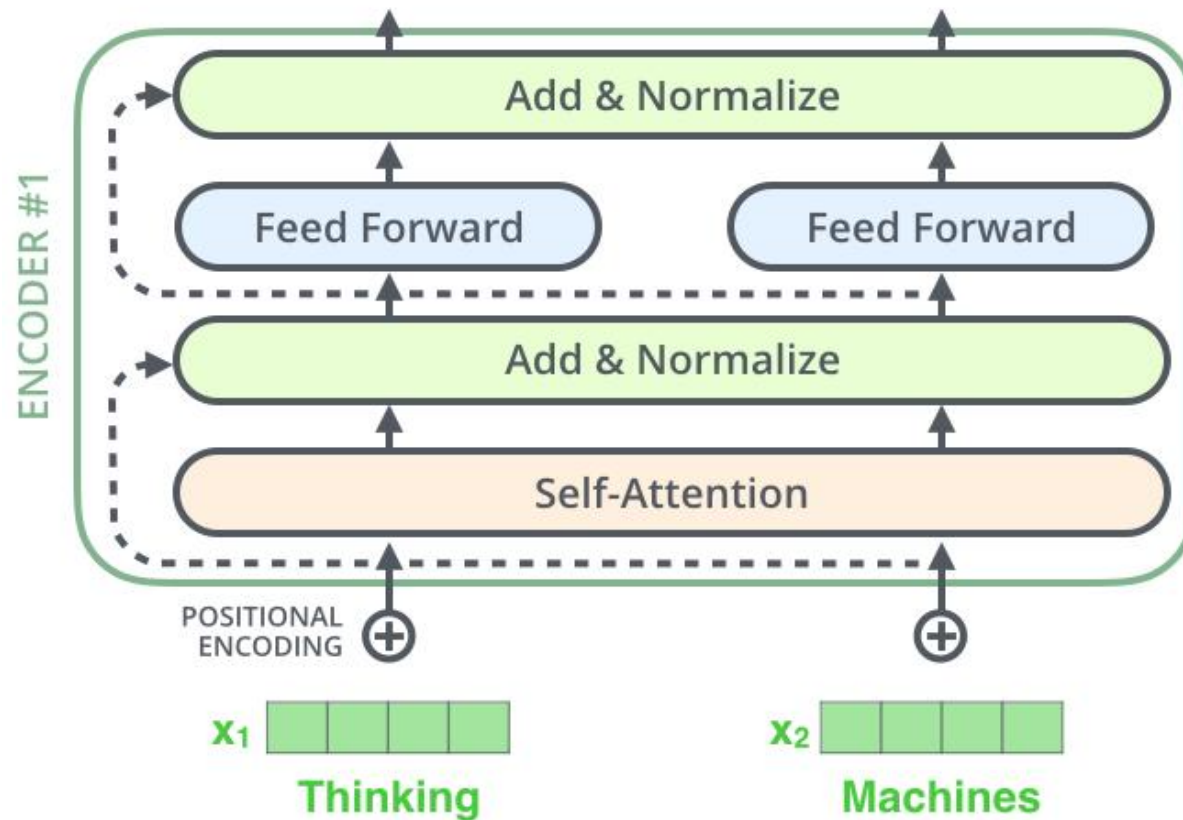 Add & Normalize
Feed Forward
Feed Forward
Add & Normalize
Self-Attention
ENCODER #1
POSITIONAL
ENCODING
x₁
x₂
Thinking
Machines